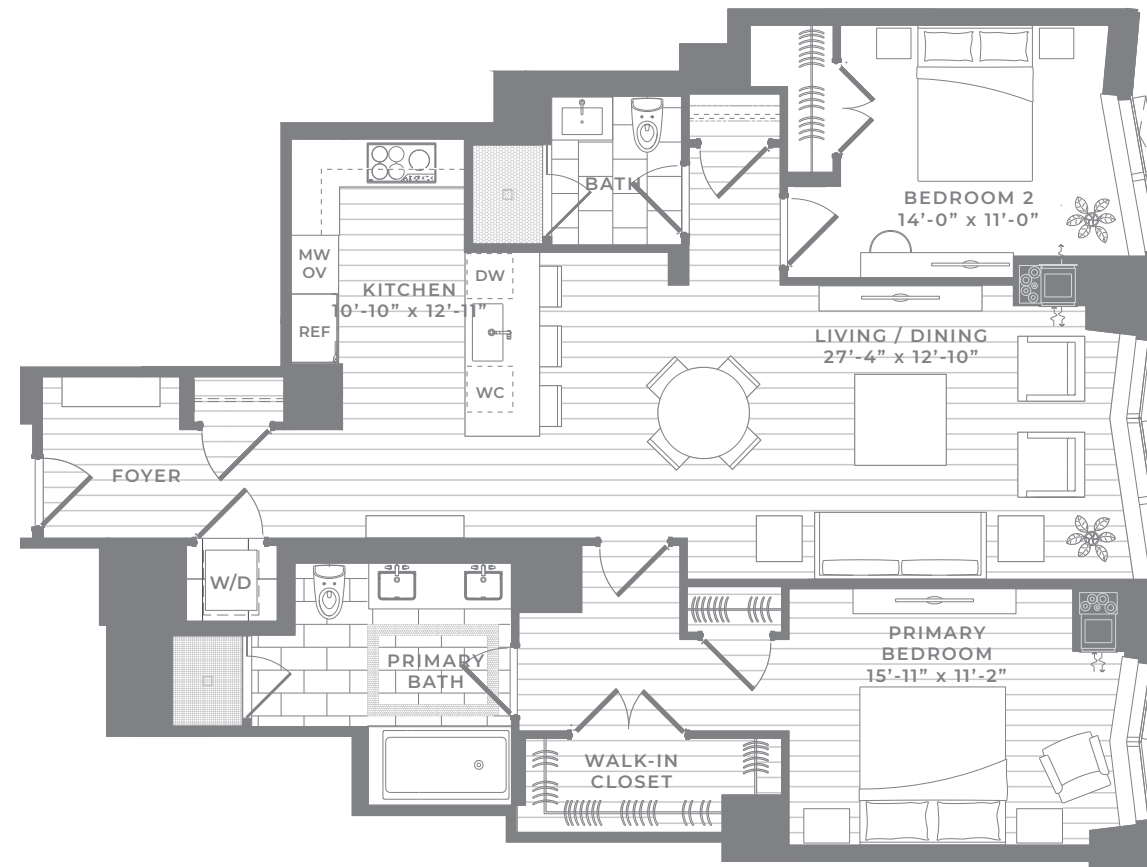 BATH
BEDROOM 2
14’-0” x 11’-0”
MW
OV
DW
KITCHEN
10’-10” x 12’-11”
REF
LIVING / DINING
27’-4” x 12’-10”
WC
FOYER
W/D
PRIMARY
BATH
PRIMARY
BEDROOM
15’-11” x 11’-2”
WALK-IN
CLOSET